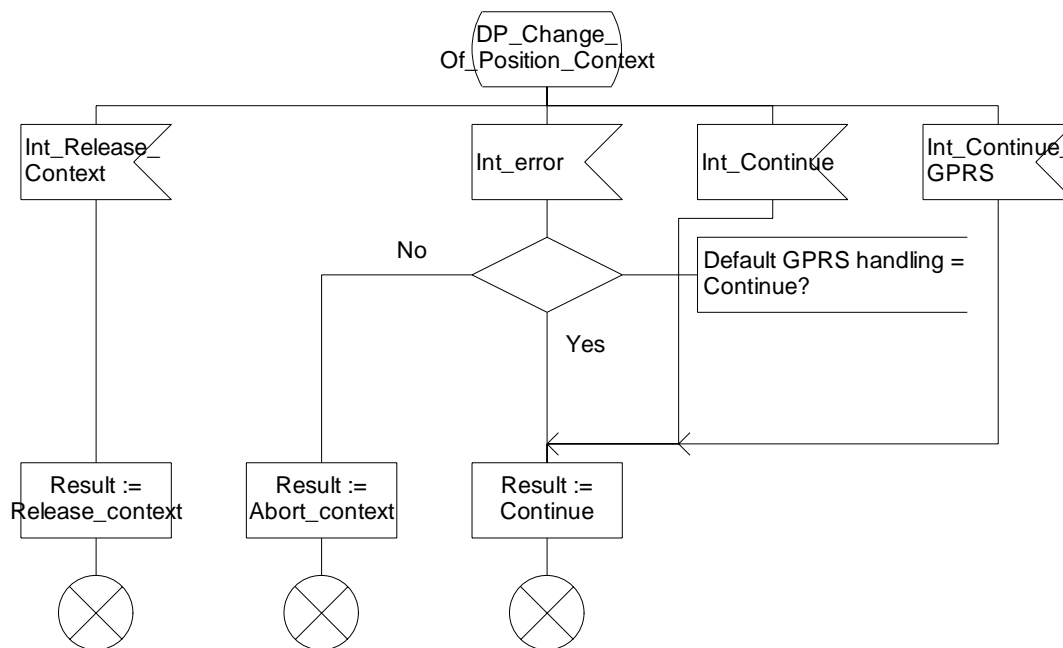 DP_Change_
Of_Position_Context
Int_Release_
Context
Int_error
Int_Continue
Int_Continue_
GPRS
No
Default GPRS handling =
Continue?
Yes
Result :=
Release_context
Result :=
Abort_context
Result :=
Continue